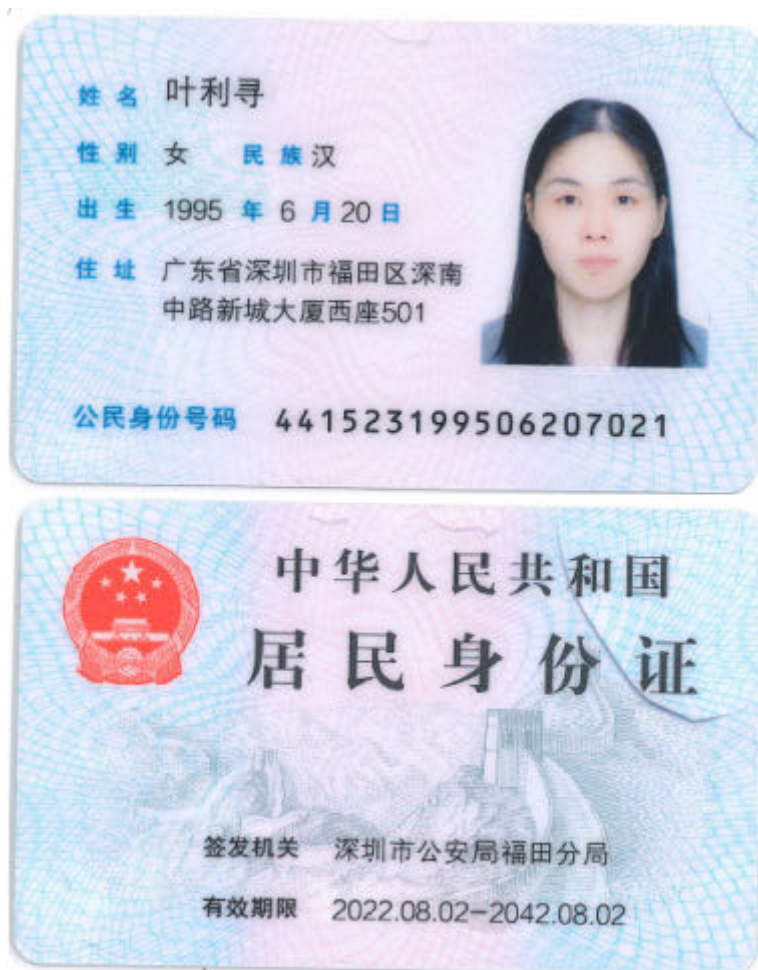 姓名 叶利寻
性别 女 民族 汉
出生 1995 年 6 月 20 日
住址 广东省深圳市福田区深南
中路新城大厦西座501
公民身份号码 441523199506207021
中华人民共和国
居民身份证
签发机关 深圳市公安局福田分局
有效期限 2022.08.02-2042.08.02